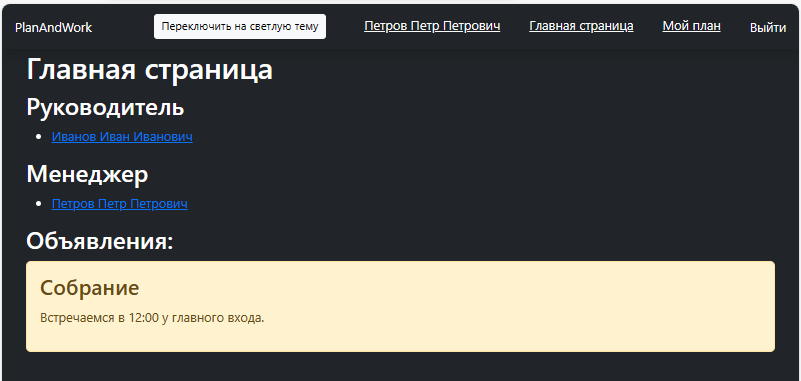 PlanAndWork Переключить на светлую тему Петров Петр Петрович Главная страница Мой план Выйти
Главная страница
Руководитель
Иванов Иван Иванович
Менеджер
Петров Петр Петрович
Объявления:
Собрание
Встречаемся в 12:00 у главного входа.